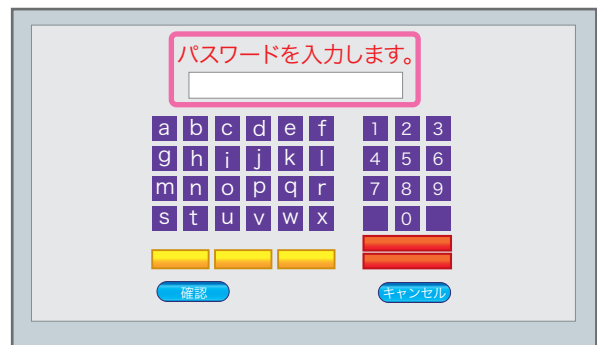 パスワードを入力します。
a b c d e f 1 2 3
g h i j k l 4 5 6
m n o p q r 7 8 9
s t u v w x 0
確認 キャンセル